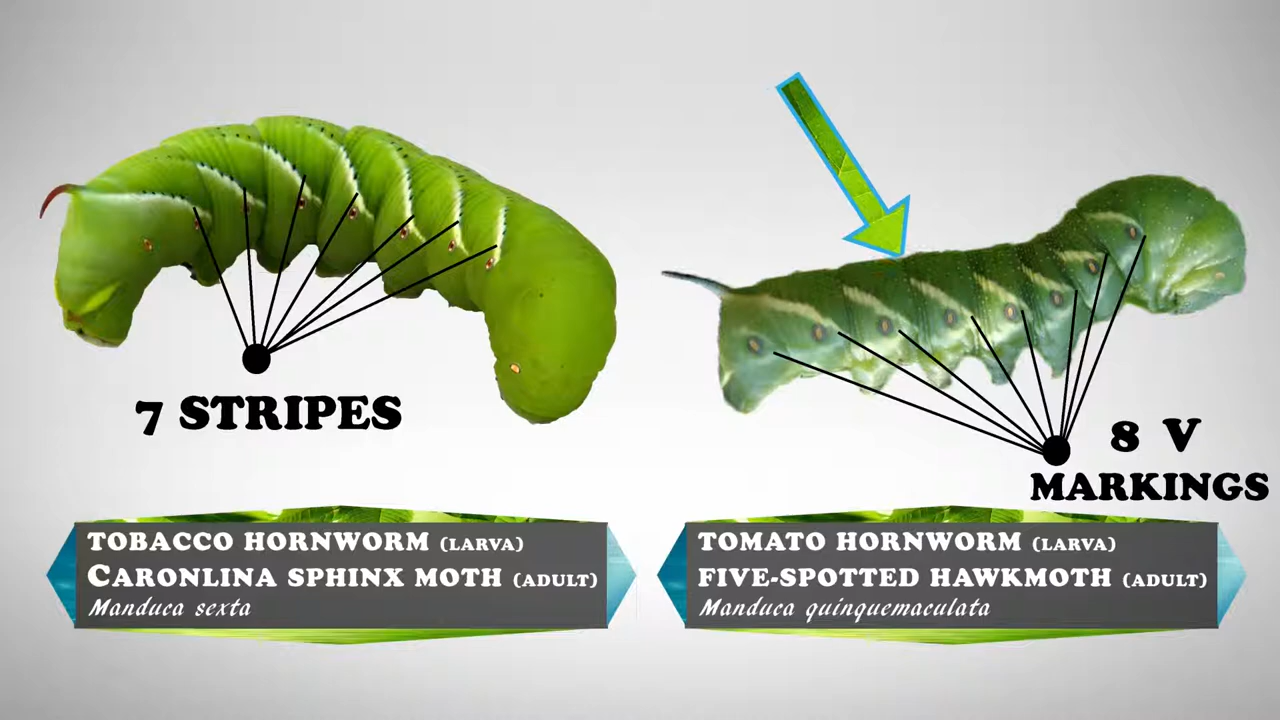 7 STRIPES
8 V
MARKINGS
TOBACCO HORNWORM (LARVA)
CARONLINA SPHINX MOTH (ADULT)
Manduca sexta
TOMATO HORNWORM (LARVA)
FIVE-SPOTTED HAWKMOTH (ADULT)
Manduca quinquemaculata